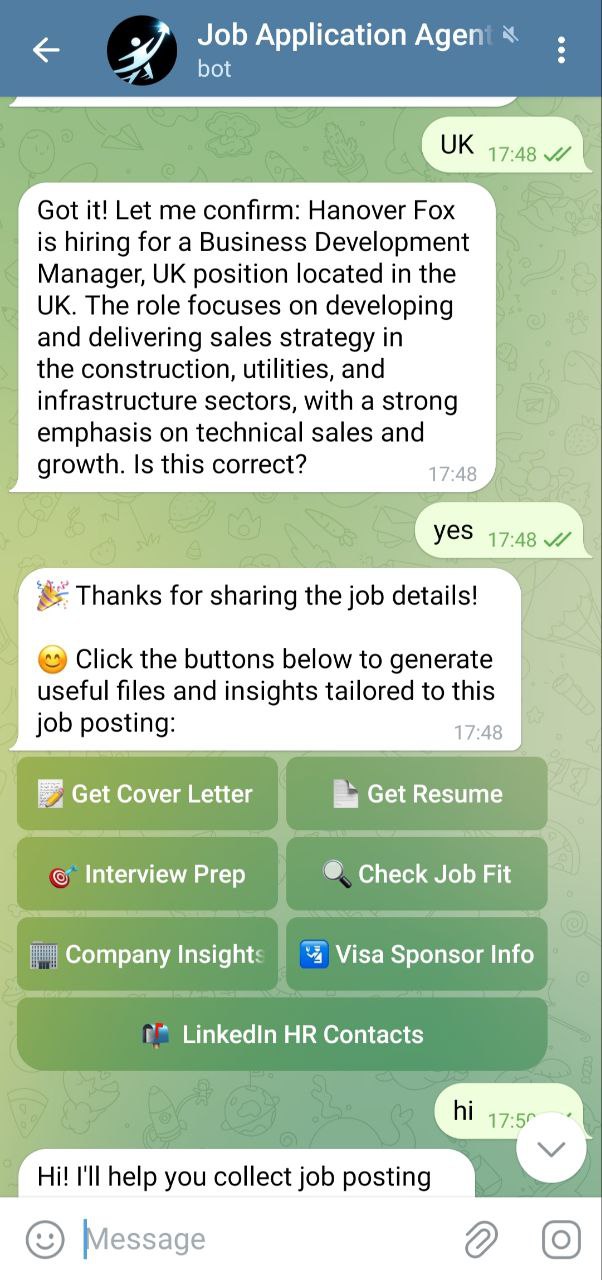 Job Application Agent
bot
UK 17:48
Got it! Let me confirm: Hanover Fox
is hiring for a Business Development
Manager, UK position located in the
UK. The role focuses on developing
and delivering sales strategy in
the construction, utilities, and
infrastructure sectors, with a strong
emphasis on technical sales and
growth. Is this correct? 17:48
yes 17:48
🎉 Thanks for sharing the job details!
😊 Click the buttons below to generate
useful files and insights tailored to this
job posting: 17:48
📝 Get Cover Letter
📄 Get Resume
🎯 Interview Prep
🔍 Check Job Fit
🏢 Company Insights
🛂 Visa Sponsor Info
📬 LinkedIn HR Contacts
hi
Hi! I'll help you collect job posting
Message